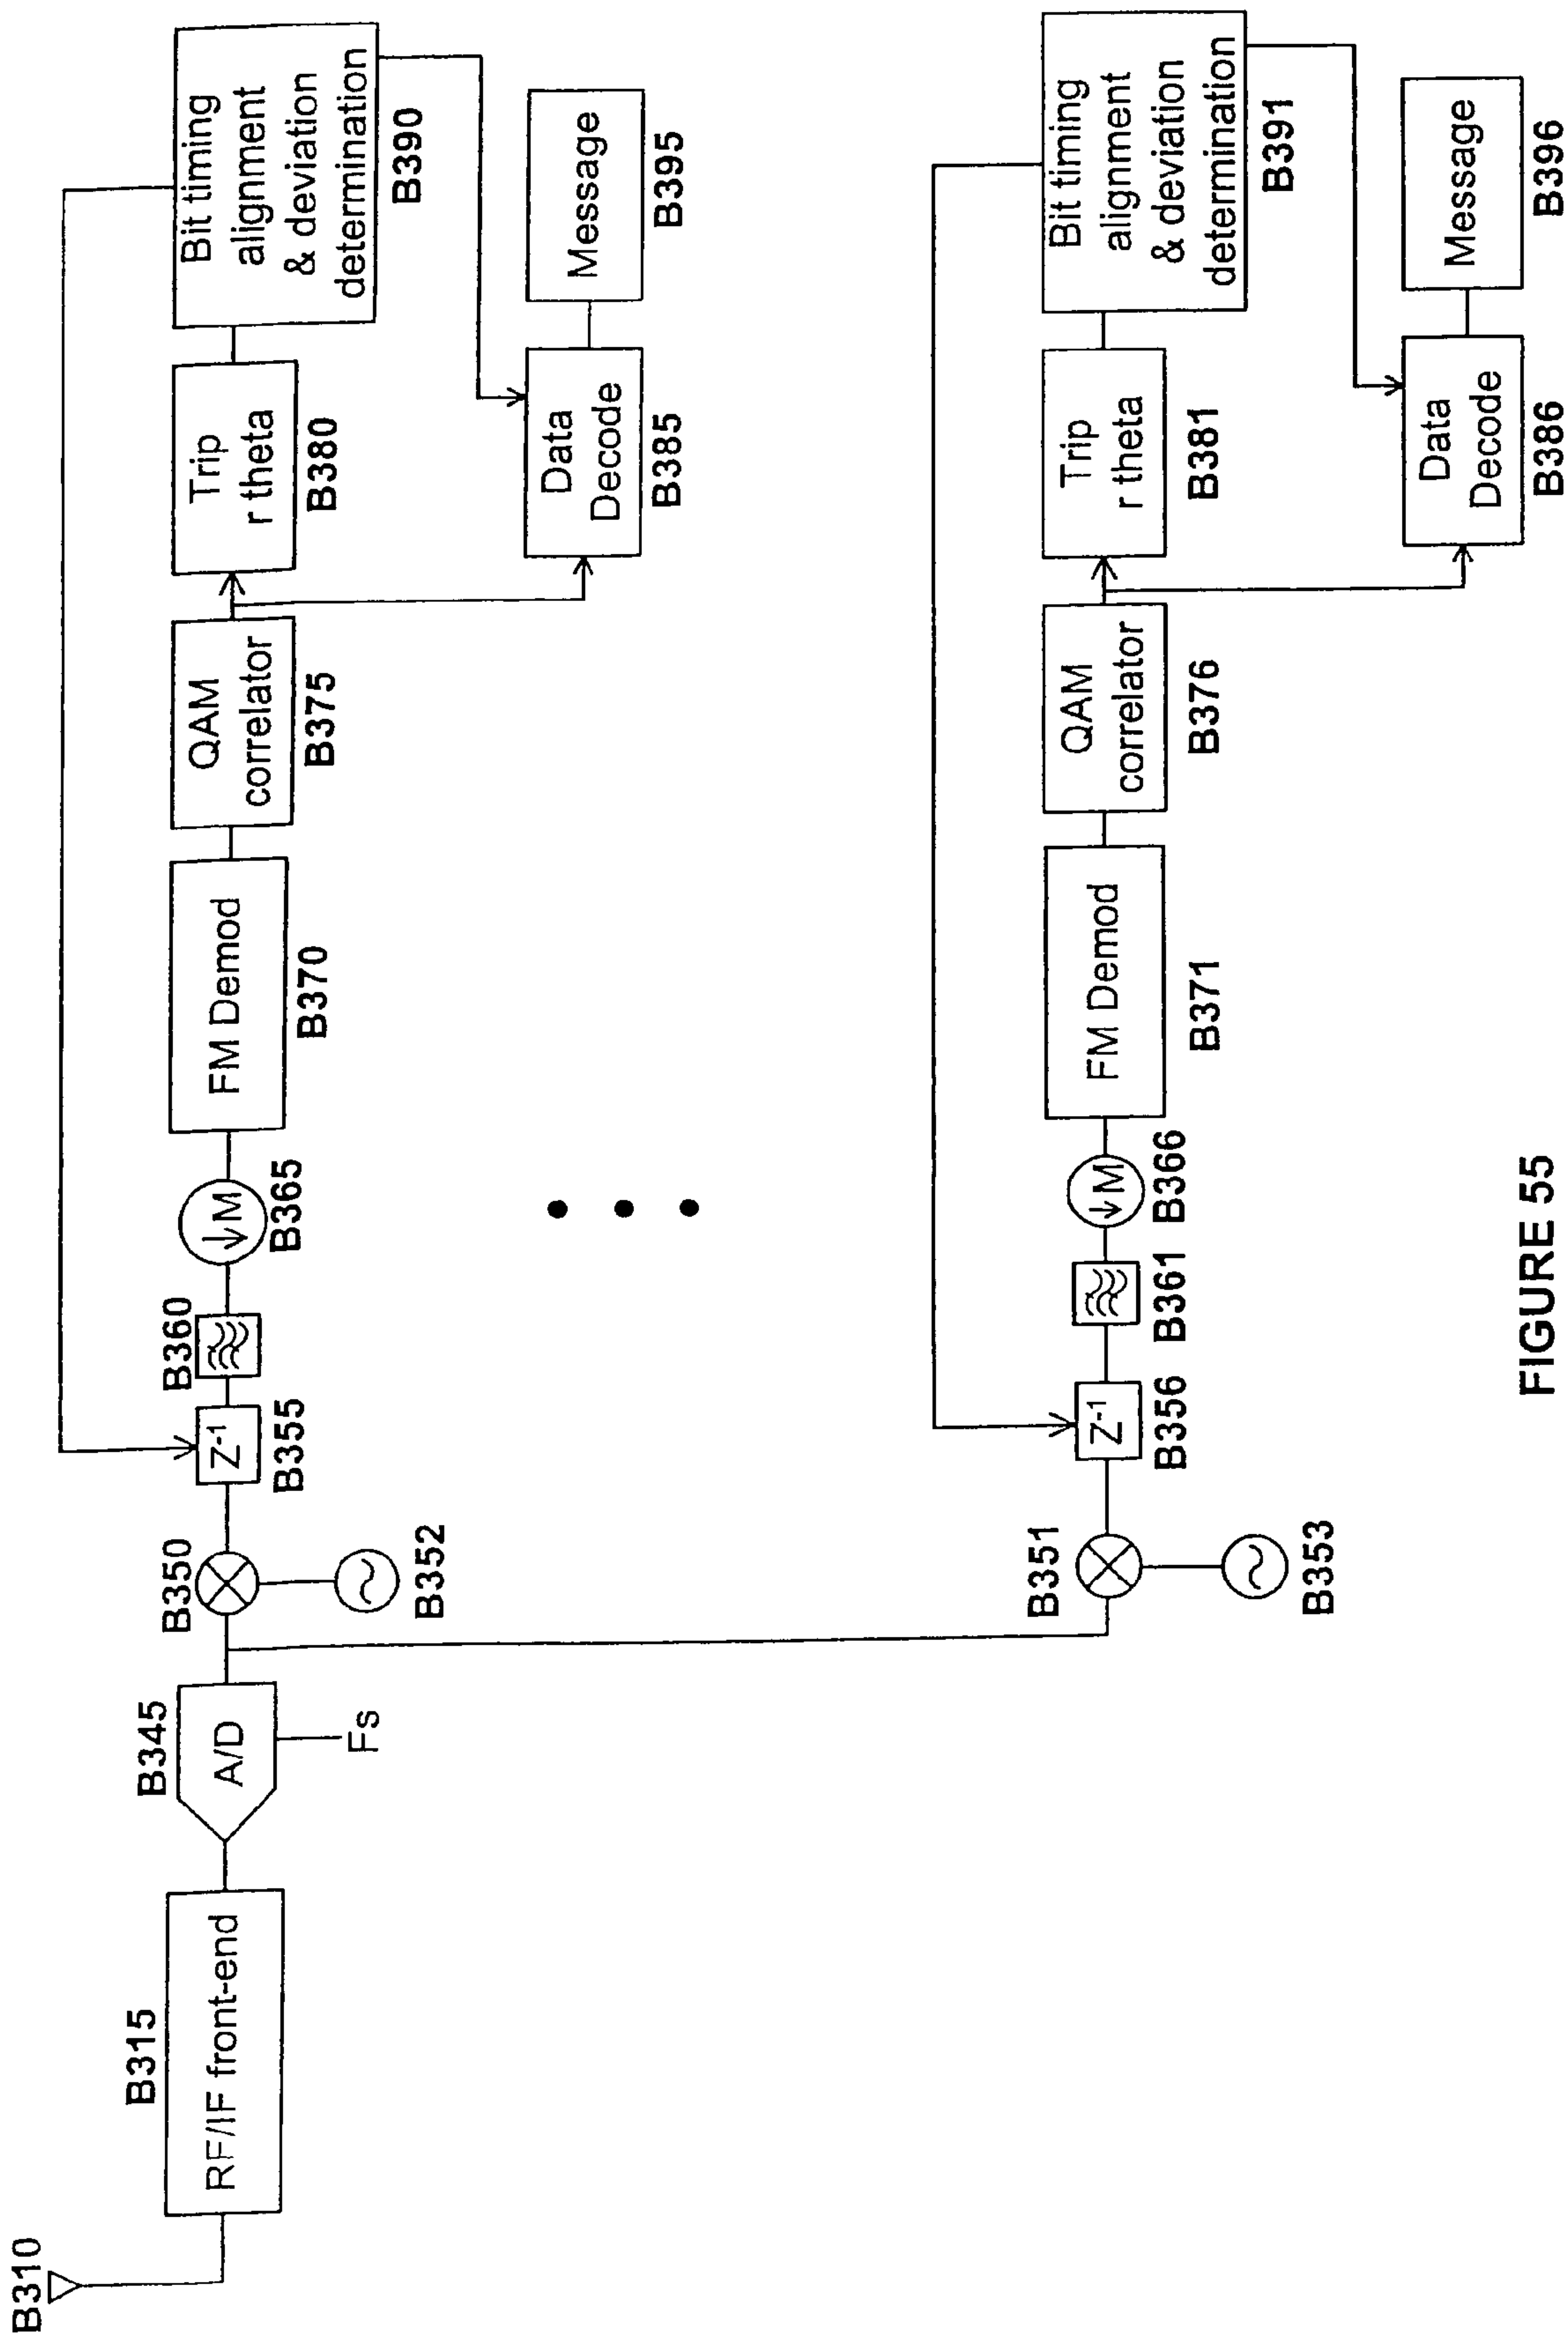 B310
B315
RF/IF front-end
B345
A/D
Fs
B350
B352
Z-1
B355
B360
↓M
B365
FM Demod
B370
QAM
correlator
B375
Trip
r theta
B380
Bit timing
alignment
& deviation
determination
B390
Data
Decode
B385
Message
B395
B351
B353
Z-1
B356
B361
↓M
B366
FM Demod
B371
QAM
correlator
B376
Trip
r theta
B381
Bit timing
alignment
& deviation
determination
B391
Data
Decode
B386
Message
B396
FIGURE 55